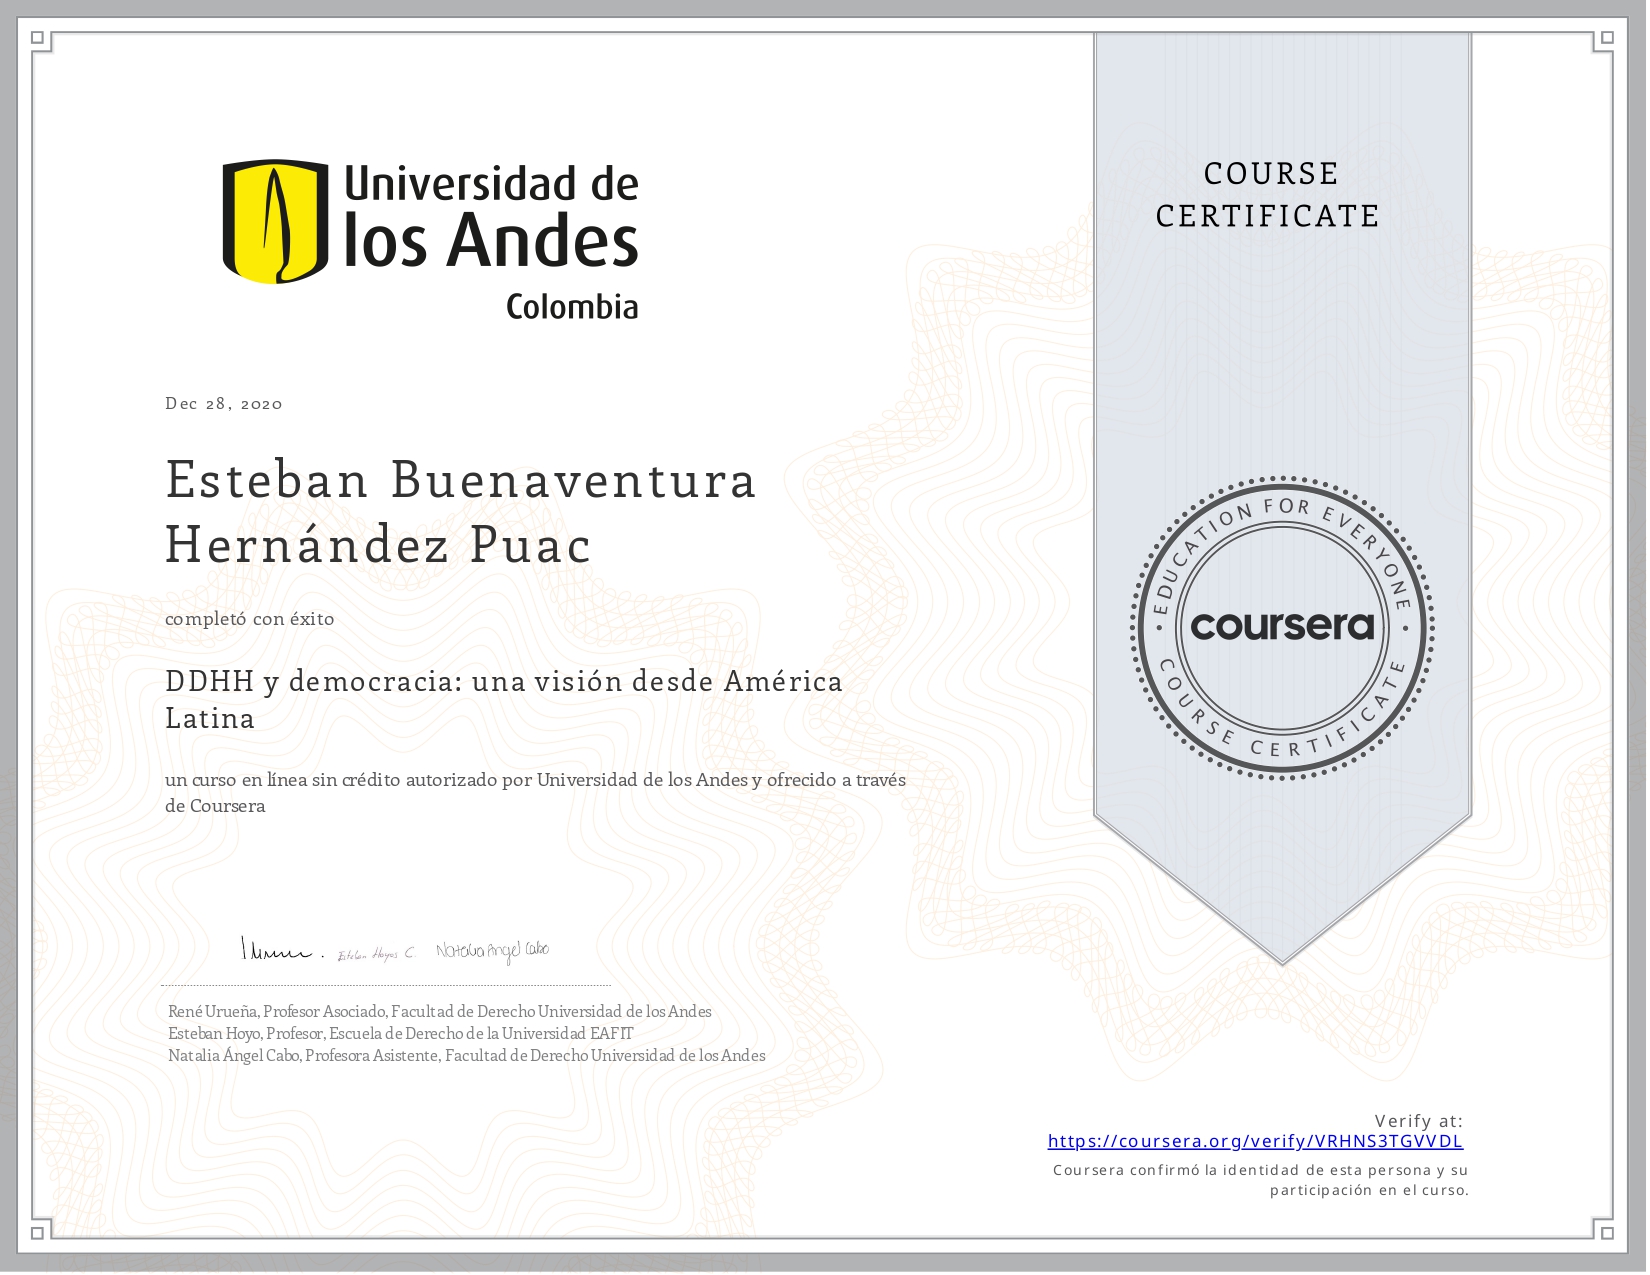 Universidad de
los Andes
Colombia
COURSE
CERTIFICATE
Dec 28, 2020
Esteban Buenaventura
Hernández Puac
completó con éxito
DDHH y democracia: una visión desde América
Latina
un curso en línea sin crédito autorizado por Universidad de los Andes y ofrecido a través
de Coursera
EDUCATION FOR EVERYONE
coursera
COURSE CERTIFICATE
Esteban Hoyos C. Natalia Ángel Cabo
René Urueña, Profesor Asociado, Facultad de Derecho Universidad de los Andes
Esteban Hoyo, Profesor, Escuela de Derecho de la Universidad EAFIT
Natalia Ángel Cabo, Profesora Asistente, Facultad de Derecho Universidad de los Andes
Verify at:
https://coursera.org/verify/VRHNS3TGVVDL
Coursera confirmó la identidad de esta persona y su
participación en el curso.